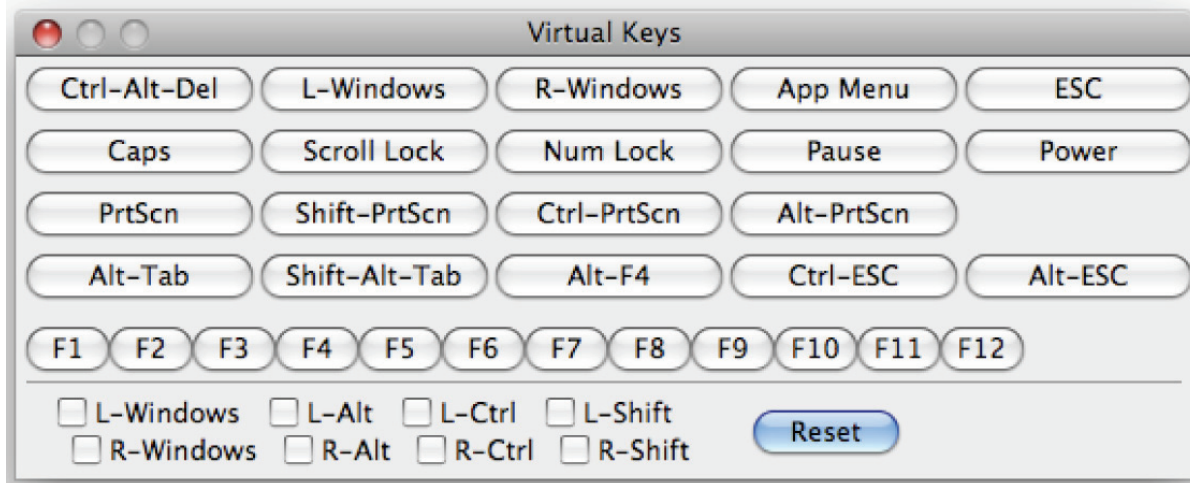 Virtual Keys
Ctrl-Alt-Del L-Windows R-Windows App Menu ESC
Caps Scroll Lock Num Lock Pause Power
PrtScn Shift-PrtScn Ctrl-PrtScn Alt-PrtScn
Alt-Tab Shift-Alt-Tab Alt-F4 Ctrl-ESC Alt-ESC
F1 F2 F3 F4 F5 F6 F7 F8 F9 F10 F11 F12
L-Windows L-Alt L-Ctrl L-Shift
Reset
R-Windows R-Alt R-Ctrl R-Shift